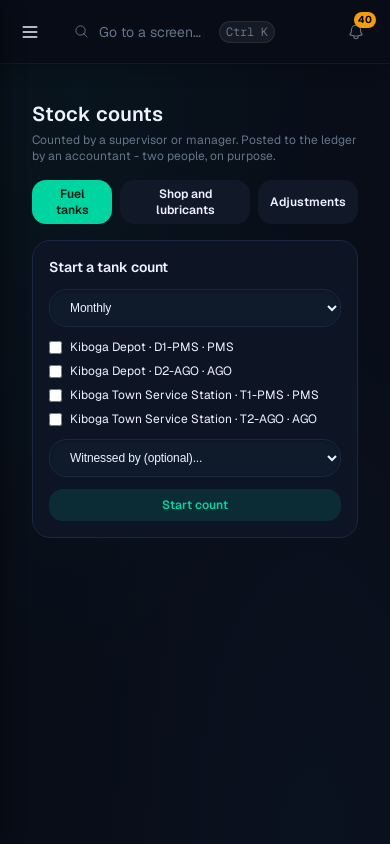 Go to a screen...
Ctrl K
40
Stock counts
Counted by a supervisor or manager. Posted to the ledger
by an accountant - two people, on purpose.
Fuel
tanks
Shop and
lubricants
Adjustments
Start a tank count
Monthly
Kiboga Depot · D1-PMS · PMS
Kiboga Depot · D2-AGO · AGO
Kiboga Town Service Station · T1-PMS · PMS
Kiboga Town Service Station · T2-AGO · AGO
Witnessed by (optional)...
Start count